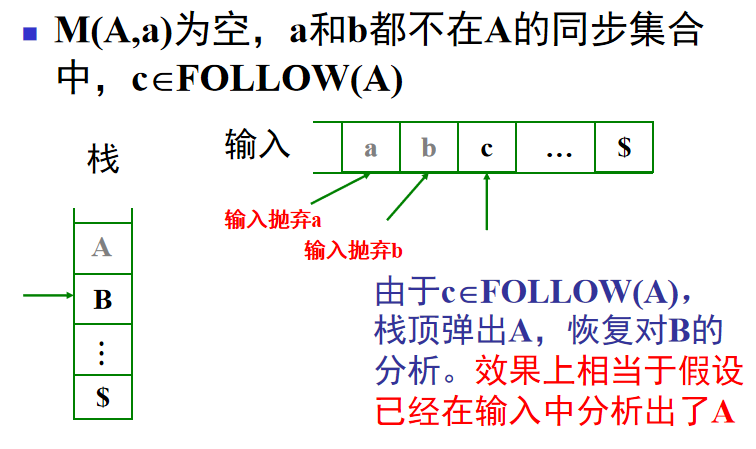 M(A,a)为空，a和b都不在A的同步集合
中，c∈FOLLOW(A)
栈
输入
a b c … $
输入抛弃a
输入抛弃b
A
B
⋮
$
由于c∈FOLLOW(A)，
栈顶弹出A，恢复对B的
分析。效果上相当于假设
已经在输入中分析出了A